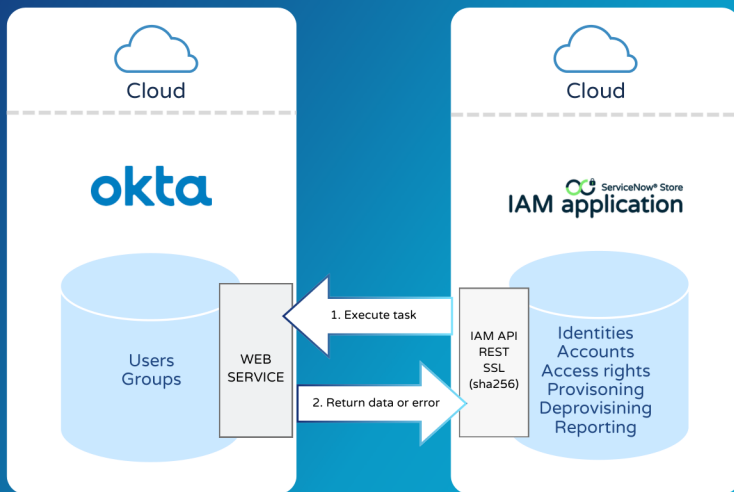 Cloud
okta
Users
Groups
WEB
SERVICE
1. Execute task
2. Return data or error
Cloud
ServiceNow® Store
IAM application
IAM API
REST
SSL
(sha256)
Identities
Accounts
Access rights
Provisoning
Deprovisining
Reporting